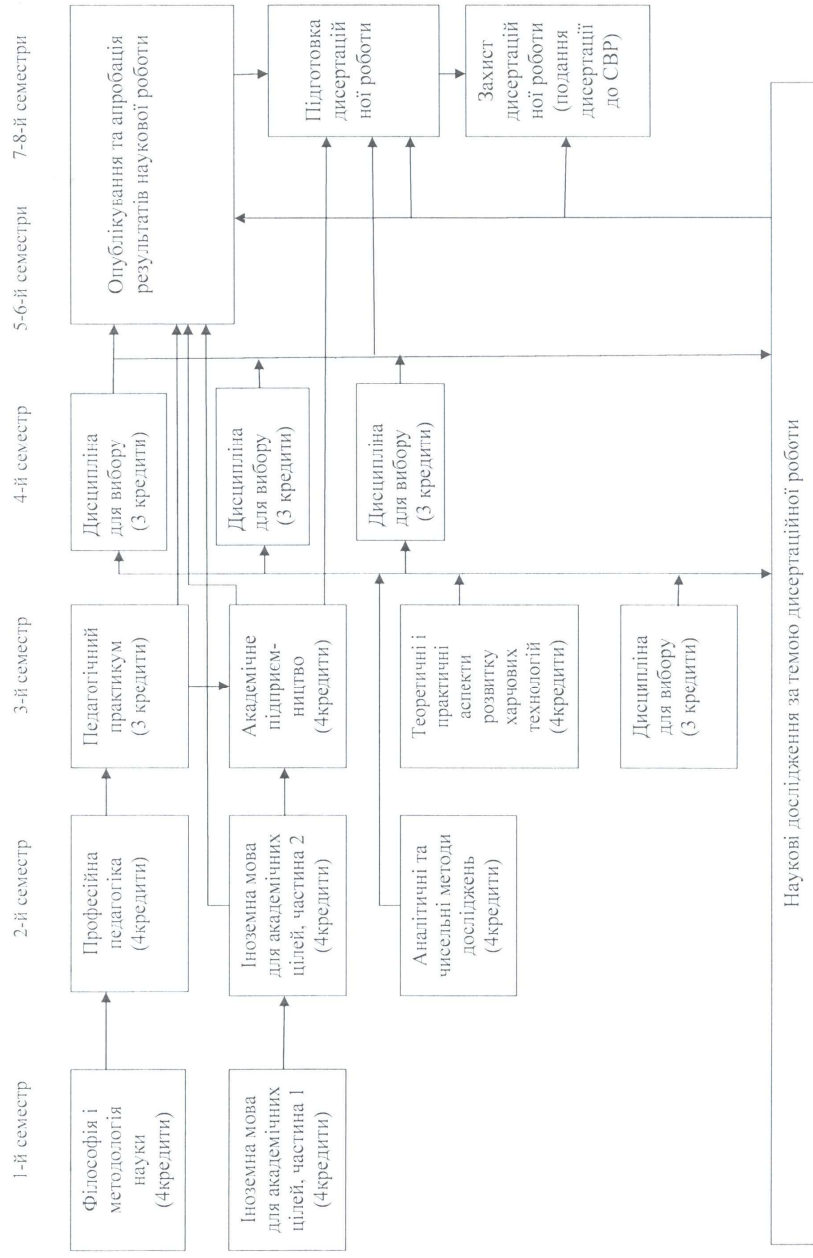 1-й семестр
2-й семестр
3-й семестр
4-й семестр
5-6-й семестри
7-8-й семестри
Філософія і
методологія
науки
(4кредити)
Професійна
педагогіка
(4кредити)
Педагогічний
практикум
(3 кредити)
Дисципліна
для вибору
(3 кредити)
Опублікування та апробація
результатів наукової роботи
Іноземна мова
для академічних
цілей, частина 1
(4кредити)
Іноземна мова
для академічних
цілей, частина 2
(4кредити)
Академічне
підприєм-
ництво
(4кредити)
Дисципліна
для вибору
(3 кредити)
Підготовка
дисертацій
ної роботи
Аналітичні та
чисельні методи
досліджень
(4кредити)
Теоретичні і
практичні
аспекти
розвитку
харчових
технологій
(4кредити)
Дисципліна
для вибору
(3 кредити)
Захист
дисертацій
ної роботи
(подання
дисертації
до СВР)
Дисципліна
для вибору
(3 кредити)
Наукові дослідження за темою дисертаційної роботи